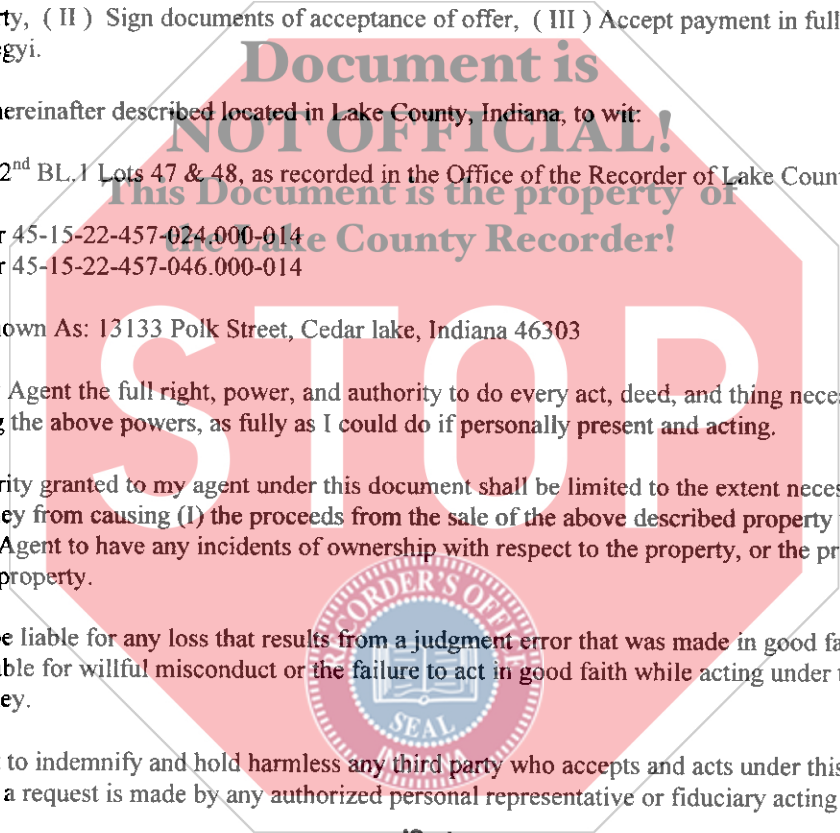 rty, ( II ) Sign documents of acceptance of offer, ( III ) Accept payment in full
egyi.
Document is
hereinafter described located in Lake County, Indiana, to wit:
NOT OFFICIAL!
2nd BL.1 Lots 47 & 48, as recorded in the Office of the Recorder of Lake Coun
This Document is the property of
r 45-15-22-457-024.000-014
the Lake County Recorder!
r 45-15-22-457-046.000-014
own As: 13133 Polk Street, Cedar lake, Indiana 46303
STOP
Agent the full right, power, and authority to do every act, deed, and thing neces
g the above powers, as fully as I could do if personally present and acting.
rity granted to my agent under this document shall be limited to the extent neces
ey from causing (I) the proceeds from the sale of the above described property
Agent to have any incidents of ownership with respect to the property, or the pr
property.
RECORDER'S OFFICE
e liable for any loss that results from a judgment error that was made in good fa
able for willful misconduct or the failure to act in good faith while acting under
ey.
SEAL
INDIANA
t to indemnify and hold harmless any third party who accepts and acts under this
a request is made by any authorized personal representative or fiduciary acting